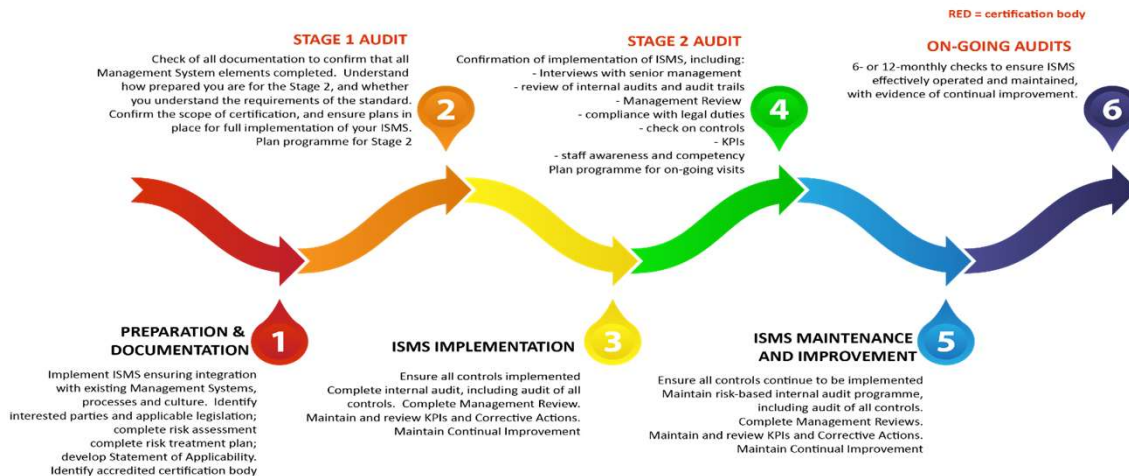 RED = certification body
STAGE 1 AUDIT
Check of all documentation to confirm that all
Management System elements completed. Understand
how prepared you are for the Stage 2, and whether
you understand the requirements of the standard.
Confirm the scope of certification, and ensure plans in
place for full implementation of your ISMS.
Plan programme for Stage 2
2
STAGE 2 AUDIT
Confirmation of implementation of ISMS, including:
- Interviews with senior management
- review of internal audits and audit trails
- Management Review
- compliance with legal duties
- check on controls
- KPIs
- staff awareness and competency
Plan programme for on-going visits
4
ON-GOING AUDITS
6- or 12-monthly checks to ensure ISMS
effectively operated and maintained,
with evidence of continual improvement.
6
PREPARATION &
DOCUMENTATION
1
Implement ISMS ensuring integration
with existing Management Systems,
processes and culture. Identify
interested parties and applicable legislation;
complete risk assessment
complete risk treatment plan;
develop Statement of Applicability.
Identify accredited certification body
ISMS IMPLEMENTATION
3
Ensure all controls implemented
Complete internal audit, including audit of all
controls. Complete Management Review.
Maintain and review KPIs and Corrective Actions.
Maintain Continual Improvement
ISMS MAINTENANCE
AND IMPROVEMENT
5
Ensure all controls continue to be implemented
Maintain risk-based internal audit programme,
including audit of all controls.
Complete Management Reviews.
Maintain and review KPIs and Corrective Actions.
Maintain Continual Improvement